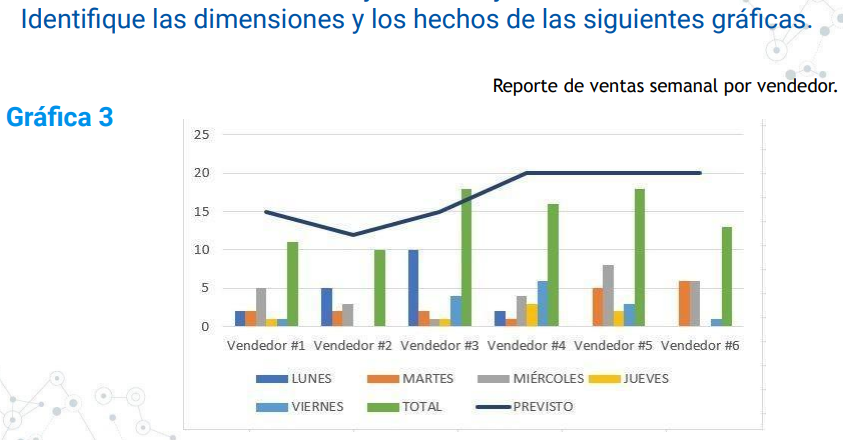 Identifique las dimensiones y los hechos de las siguientes gráficas.
Reporte de ventas semanal por vendedor.
Gráfica 3
25
20
15
10
5
0
Vendedor #1 Vendedor #2 Vendedor #3 Vendedor #4 Vendedor #5 Vendedor #6
LUNES MARTES MIÉRCOLES JUEVES
VIERNES TOTAL PREVISTO